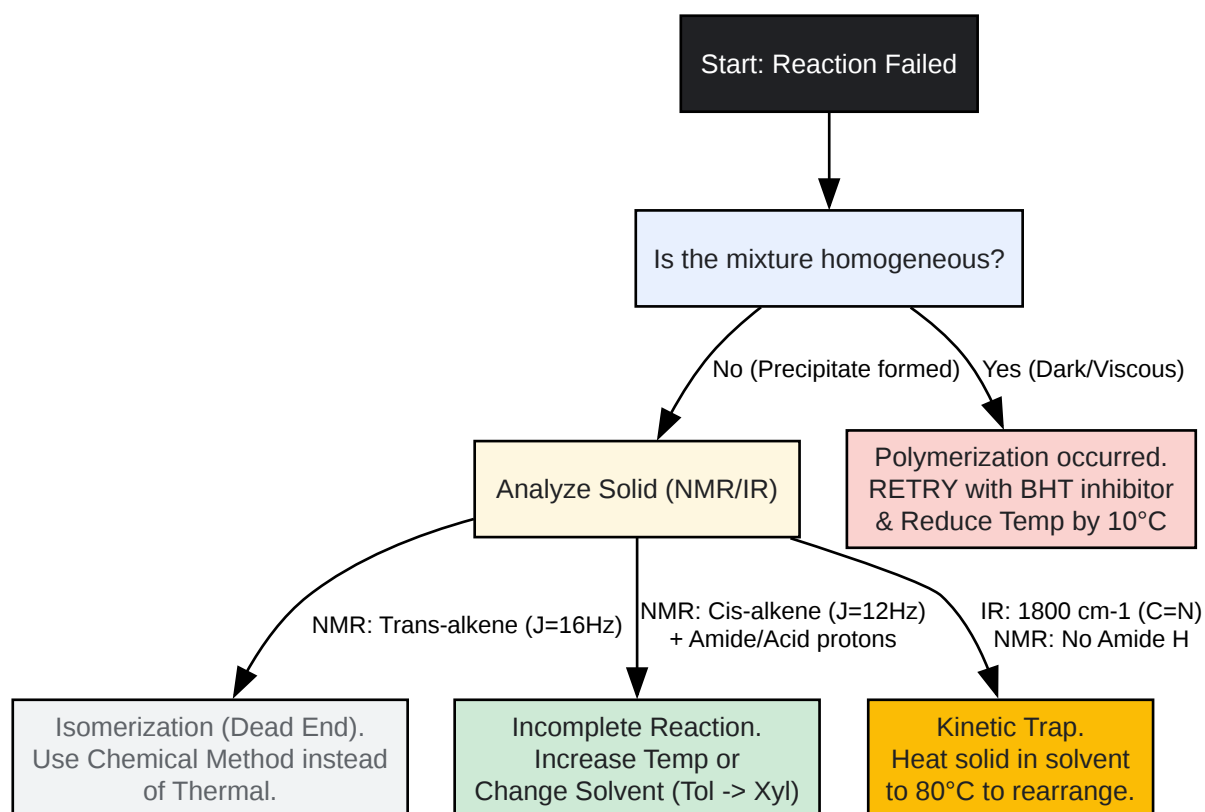 Start: Reaction Failed
Is the mixture homogeneous?
No (Precipitate formed)
Yes (Dark/Viscous)
Analyze Solid (NMR/IR)
Polymerization occurred.
RETRY with BHT inhibitor
& Reduce Temp by 10°C
NMR: Trans-alkene (J=16Hz)
NMR: Cis-alkene (J=12Hz)
+ Amide/Acid protons
IR: 1800 cm-1 (C=N)
NMR: No Amide H
Isomerization (Dead End).
Use Chemical Method instead
of Thermal.
Incomplete Reaction.
Increase Temp or
Change Solvent (Tol -> Xyl)
Kinetic Trap.
Heat solid in solvent
to 80°C to rearrange.